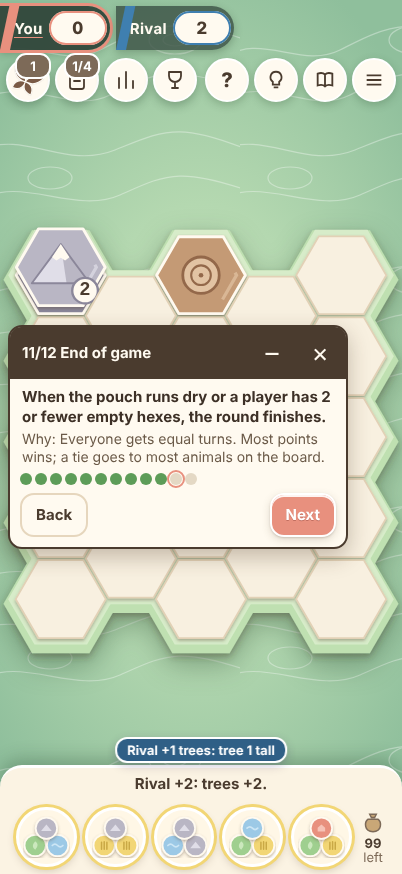 You 0 Rival 2
1 1/4 ?
2
11/12 End of game
When the pouch runs dry or a player has 2
or fewer empty hexes, the round finishes.
Why: Everyone gets equal turns. Most points
wins; a tie goes to most animals on the board.
Back Next
Rival +1 trees: tree 1 tall
Rival +2: trees +2.
99
left